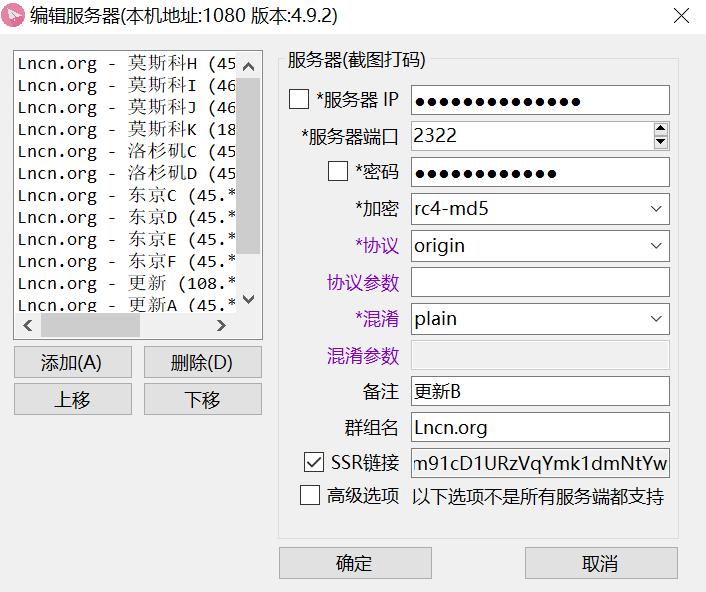 编辑服务器(本机地址:1080 版本:4.9.2)
Lncn.org - 莫斯科H (45
Lncn.org - 莫斯科I (46
Lncn.org - 莫斯科J (46
Lncn.org - 莫斯科K (18
Lncn.org - 洛杉矶C (45
Lncn.org - 洛杉矶D (45
Lncn.org - 东京C (45.*
Lncn.org - 东京D (45.*
Lncn.org - 东京E (45.*
Lncn.org - 东京F (45.*
Lncn.org - 更新 (108.*
Lncn.org - 更新A (45.*
添加(A)
删除(D)
上移
下移
服务器(截图打码)
*服务器 IP ●●●●●●●●●●●●●●
*服务器端口 2322
*密码 ●●●●●●●●●●●●
*加密 rc4-md5
*协议 origin
协议参数
*混淆 plain
混淆参数
备注 更新B
群组名 Lncn.org
SSR链接 m91cD1URzVqYmk1dmNtYw
高级选项 以下选项不是所有服务端都支持
确定
取消